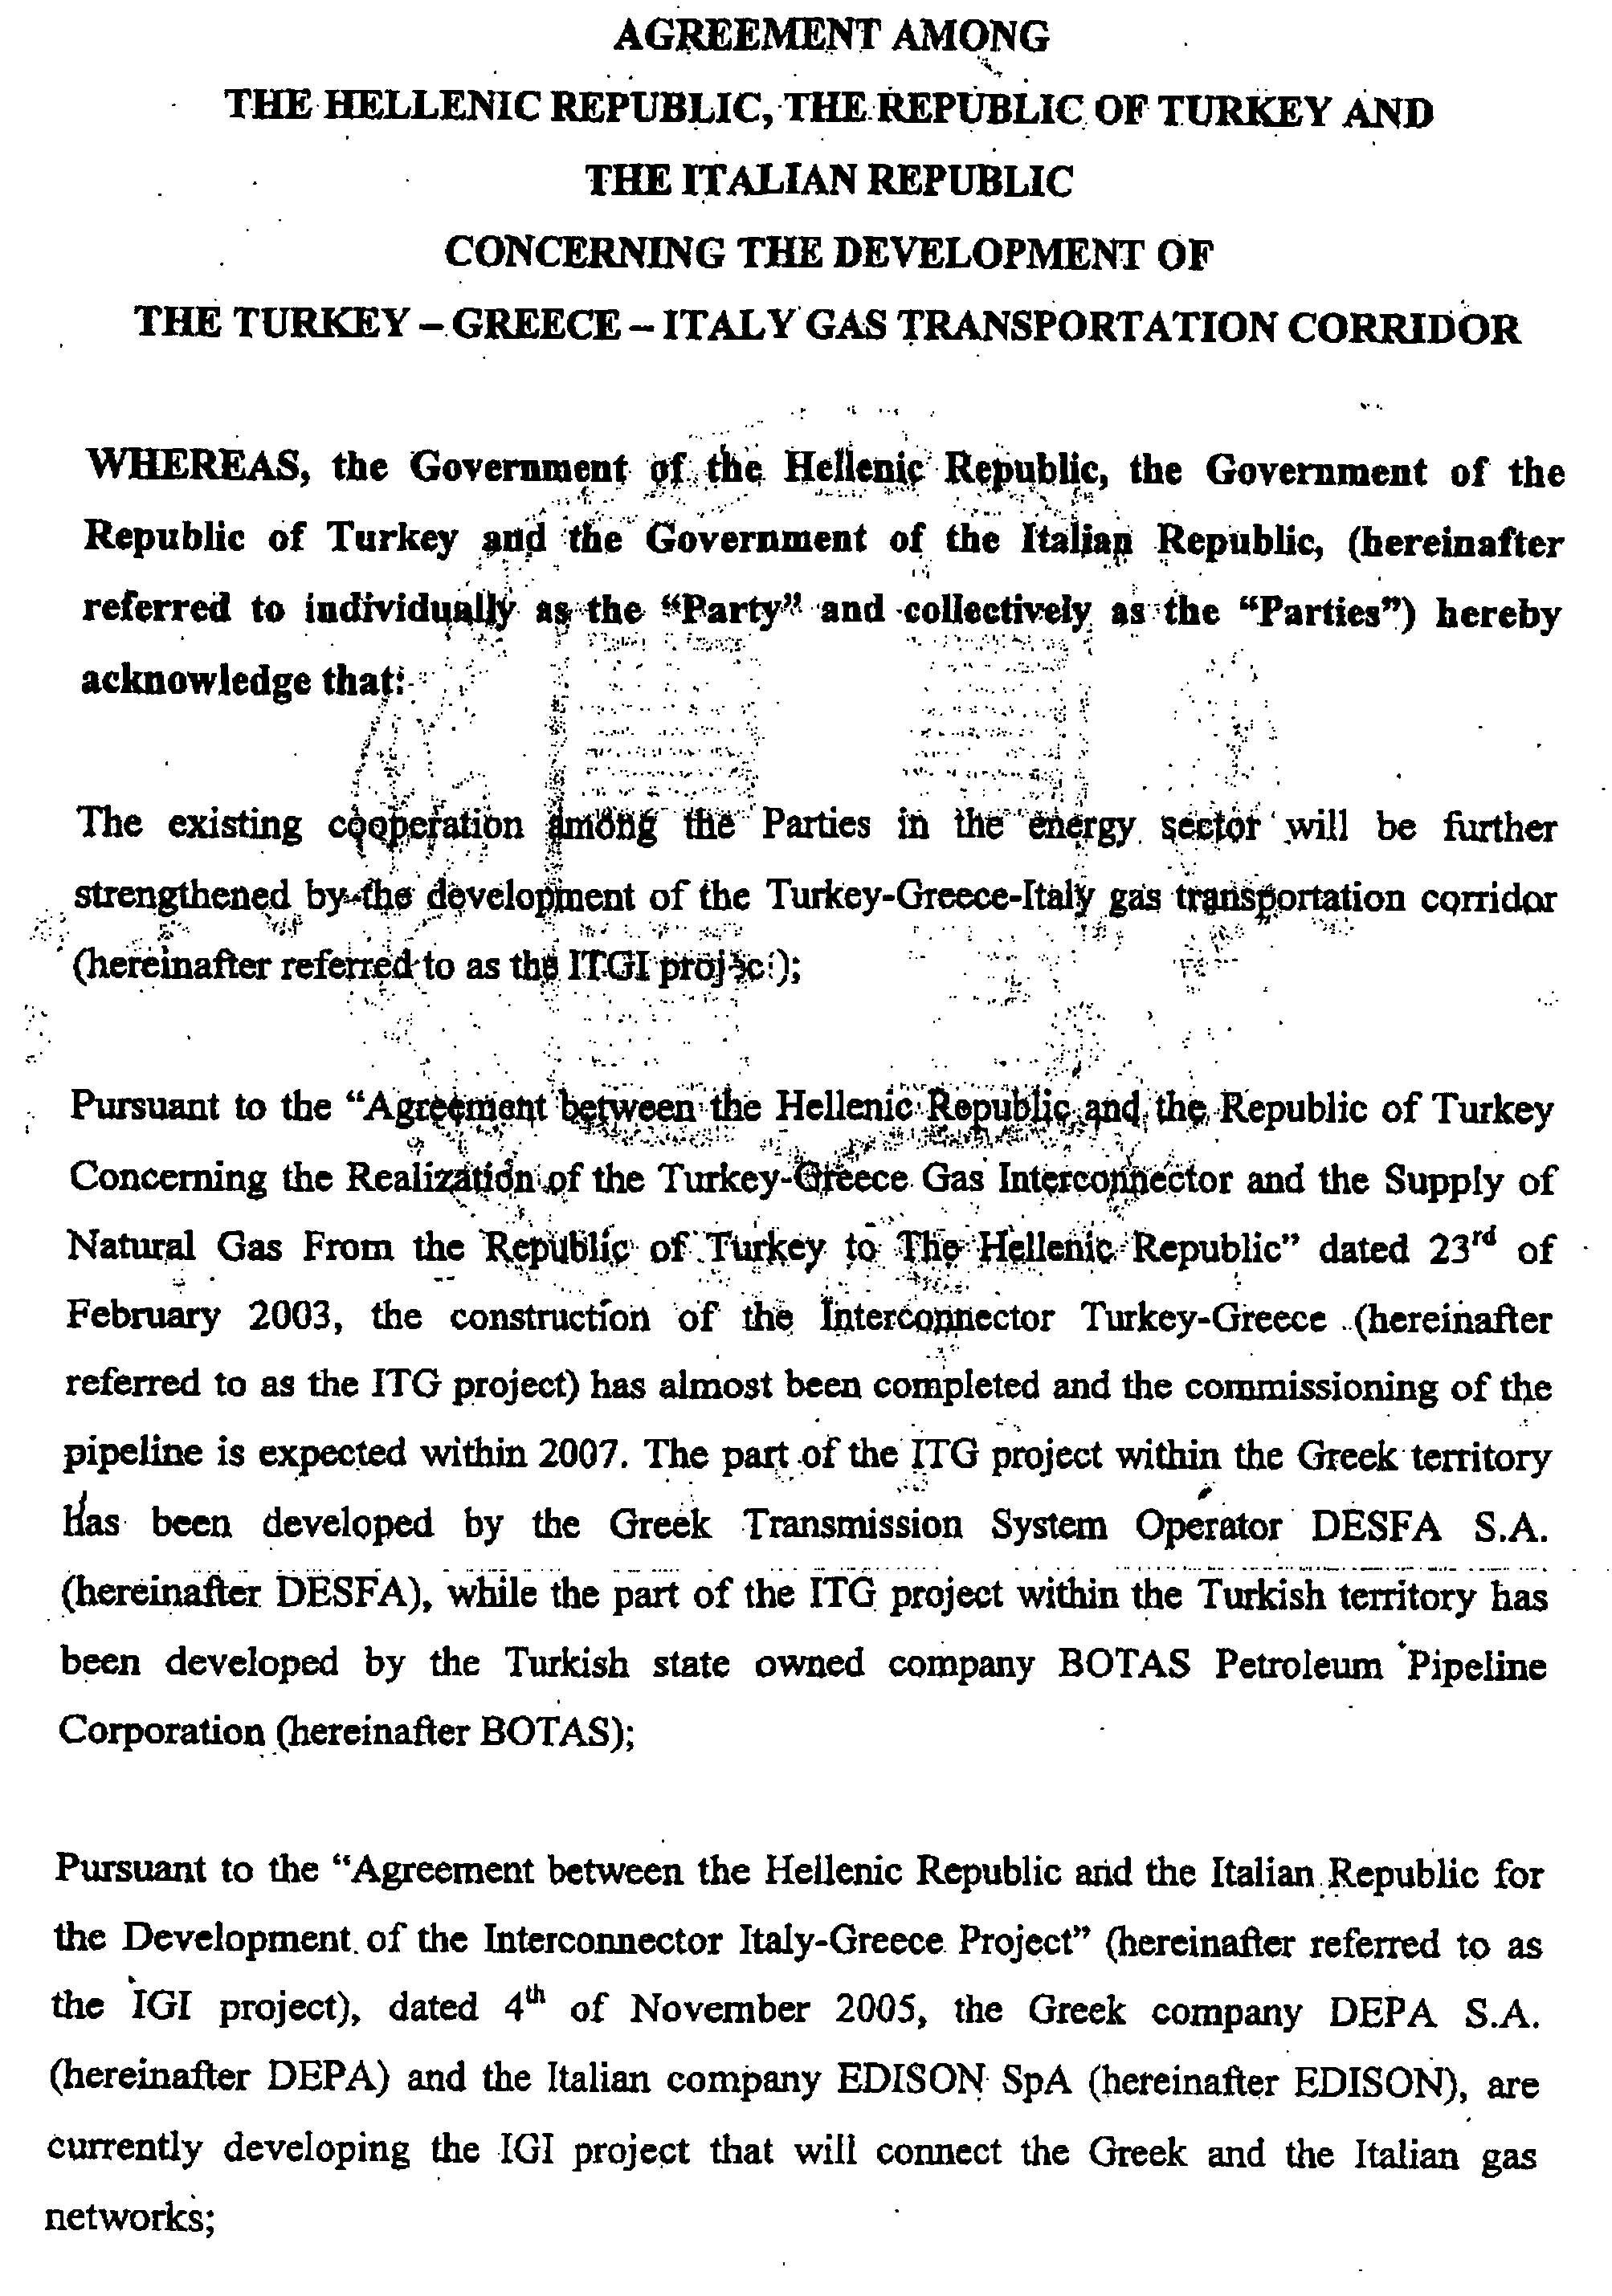 AGREEMENT AMONG
THE HELLENIC REPUBLIC, THE REPUBLIC OF TURKEY AND
THE ITALIAN REPUBLIC
CONCERNING THE DEVELOPMENT OF
THE TURKEY – GREECE – ITALY GAS TRANSPORTATION CORRIDOR
WHEREAS, the Government of the Hellenic Republic, the Government of the
Republic of Turkey and the Government of the Italian Republic, (hereinafter
referred to individually as the “Party” and collectively as the “Parties”) hereby
acknowledge that:
The existing cooperation among the Parties in the energy sector will be further
strengthened by the development of the Turkey-Greece-Italy gas transportation corridor
(hereinafter referred to as the ITGI project);
Pursuant to the “Agreement between the Hellenic Republic and the Republic of Turkey
Concerning the Realization of the Turkey-Greece Gas Interconnector and the Supply of
Natural Gas From the Republic of Turkey to The Hellenic Republic” dated 23rd of
February 2003, the construction of the Interconnector Turkey-Greece (hereinafter
referred to as the ITG project) has almost been completed and the commissioning of the
pipeline is expected within 2007. The part of the ITG project within the Greek territory
has been developed by the Greek Transmission System Operator DESFA S.A.
(hereinafter DESFA), while the part of the ITG project within the Turkish territory has
been developed by the Turkish state owned company BOTAS Petroleum Pipeline
Corporation (hereinafter BOTAS);
Pursuant to the “Agreement between the Hellenic Republic and the Italian Republic for
the Development of the Interconnector Italy-Greece Project” (hereinafter referred to as
the IGI project), dated 4th of November 2005, the Greek company DEPA S.A.
(hereinafter DEPA) and the Italian company EDISON SpA (hereinafter EDISON), are
currently developing the IGI project that will connect the Greek and the Italian gas
networks;